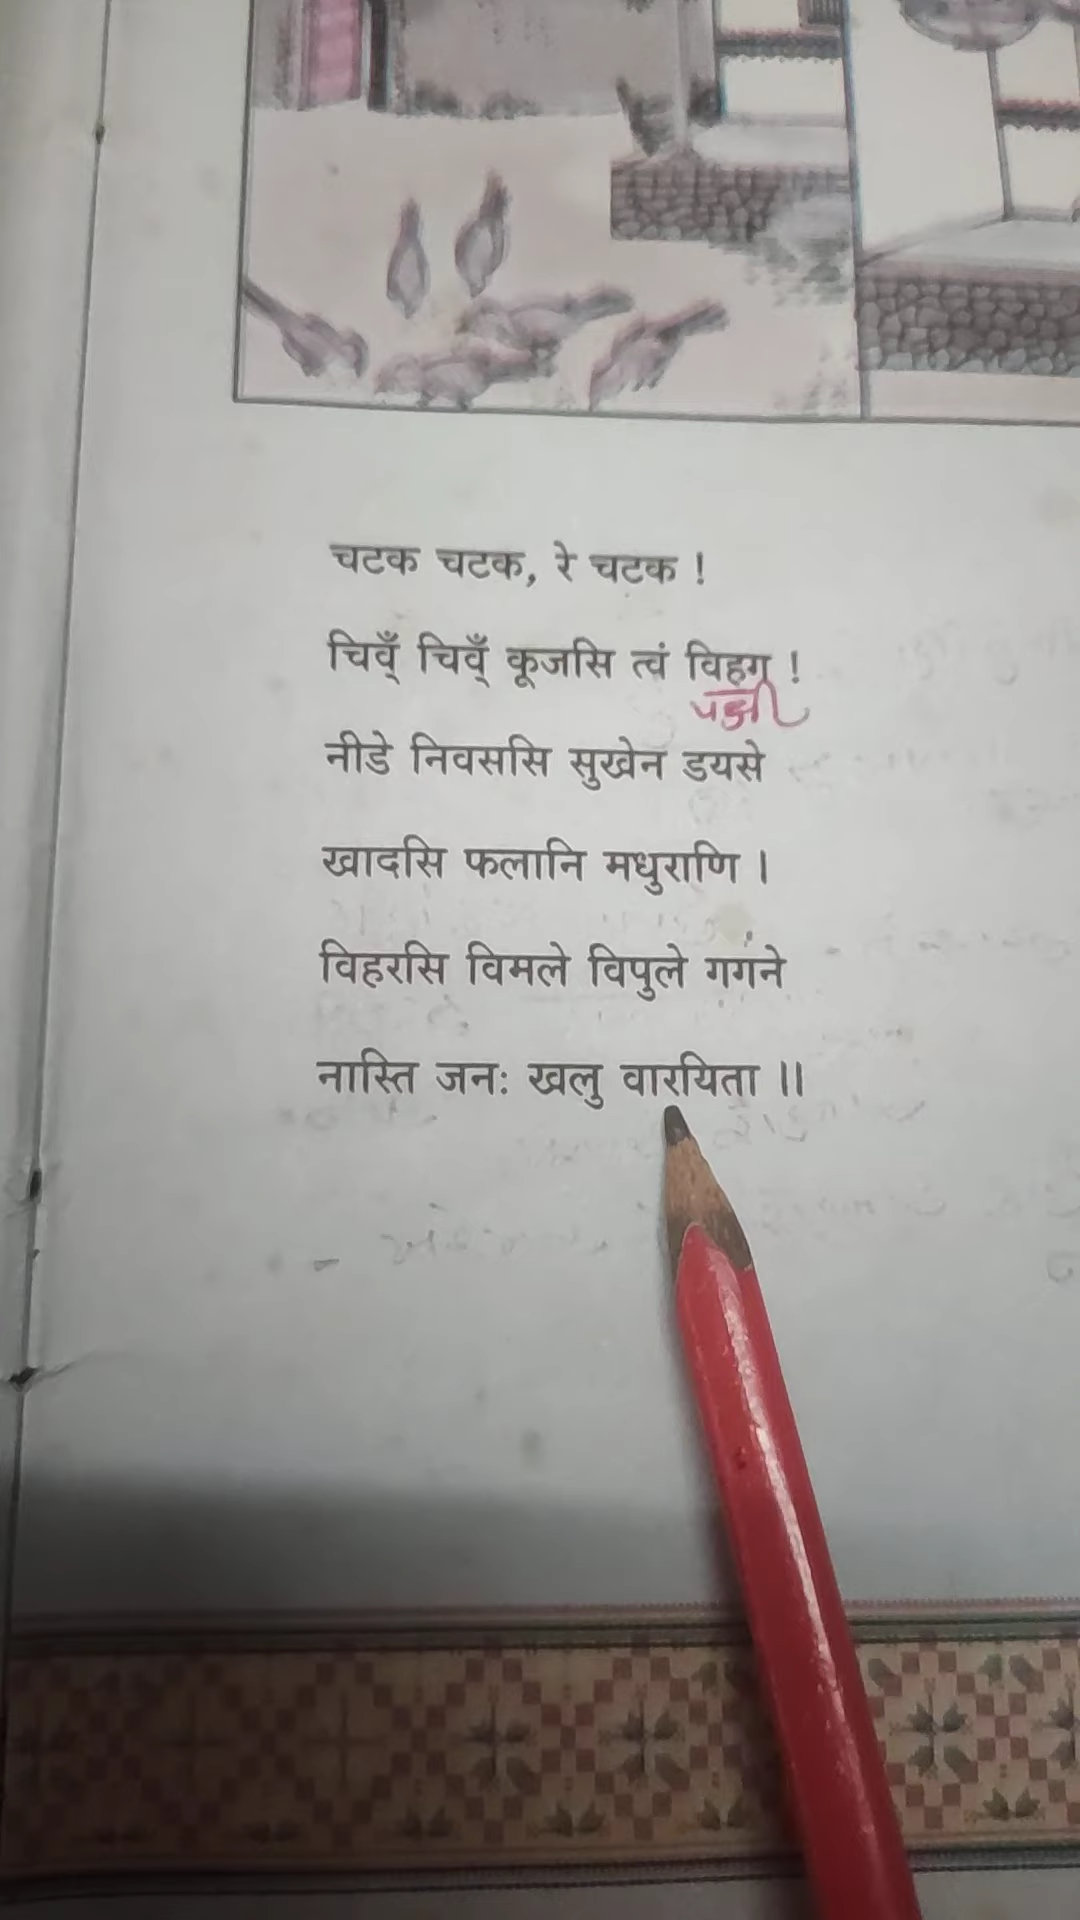 चटक चटक, रे चटक !
चिव्ँ चिव्ँ कूजसि त्वं विहग !
पक्षी
नीडे निवससि सुखेन डयसे
खादसि फलानि मधुराणि ।
विहरसि विमले विपुले गगने
नास्ति जनः खलु वारयिता ॥